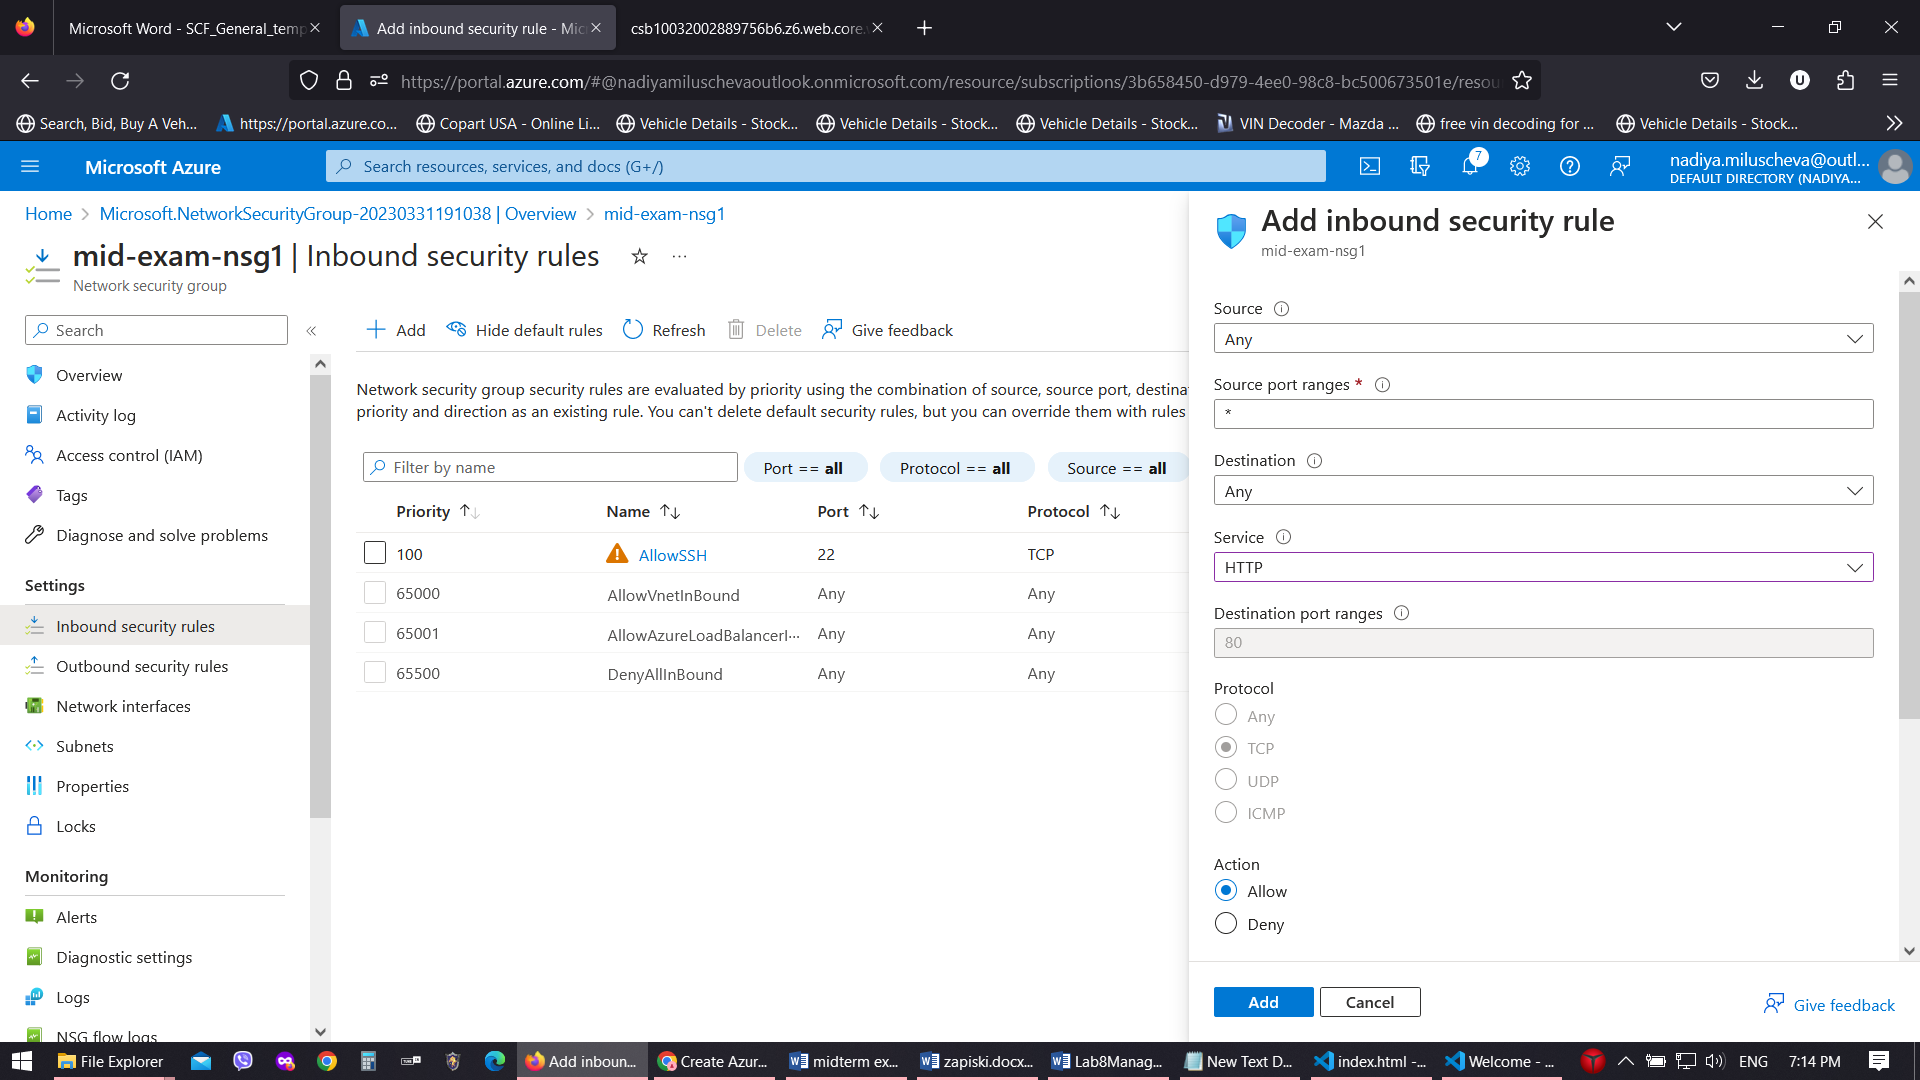 Microsoft Word - SCF_General_temp
Add inbound security rule - Mic
csb10032002889756b6.z6.web.core.
https://portal.azure.com/#@nadiyamiluschevaoutlook.onmicrosoft.com/resource/subscriptions/3b658450-d979-4ee0-98c8-bc500673501e/resou
Search, Bid, Buy A Veh...
https://portal.azure.co...
Copart USA - Online Li...
Vehicle Details - Stock...
Vehicle Details - Stock...
Vehicle Details - Stock...
VIN Decoder - Mazda ...
free vin decoding for ...
Vehicle Details - Stock...
Microsoft Azure
Search resources, services, and docs (G+/)
7
nadiya.miluscheva@outl...
DEFAULT DIRECTORY (NADIYA...
Home > Microsoft.NetworkSecurityGroup-20230331191038 | Overview > mid-exam-nsg1
mid-exam-nsg1 | Inbound security rules
Network security group
Search
Overview
Activity log
Access control (IAM)
Tags
Diagnose and solve problems
Settings
Inbound security rules
Outbound security rules
Network interfaces
Subnets
Properties
Locks
Monitoring
Alerts
Diagnostic settings
Logs
NSG flow logs
Add
Hide default rules
Refresh
Delete
Give feedback
Network security group security rules are evaluated by priority using the combination of source, source port, destinat
priority and direction as an existing rule. You can't delete default security rules, but you can override them with rules
Filter by name
Port == all
Protocol == all
Source == all
Priority Name Port Protocol
100 AllowSSH 22 TCP
65000 AllowVnetInBound Any Any
65001 AllowAzureLoadBalancerI... Any Any
65500 DenyAllInBound Any Any
Add inbound security rule
mid-exam-nsg1
Source
Any
Source port ranges *
*
Destination
Any
Service
HTTP
Destination port ranges
80
Protocol
Any
TCP
UDP
ICMP
Action
Allow
Deny
Add
Cancel
Give feedback
File Explorer
Add inboun...
Create Azur...
midterm ex...
zapiski.docx...
Lab8Manag...
New Text D...
index.html -...
Welcome - ...
ENG
7:14 PM